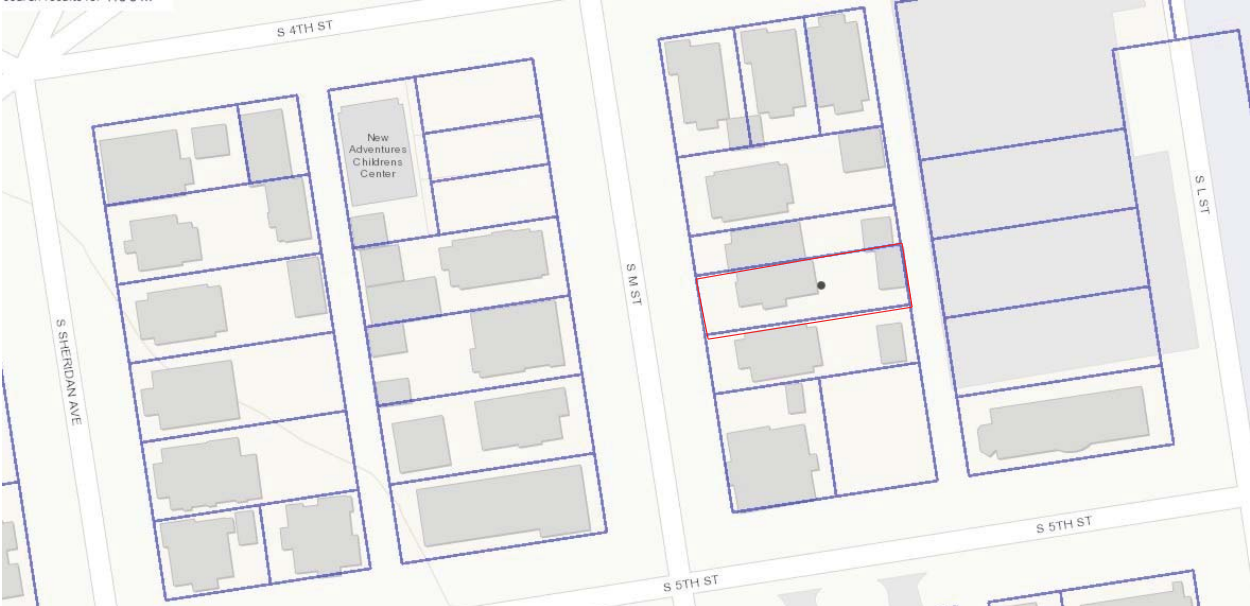 S 4TH ST
New
Adventures
Childrens
Center
S L ST
S M ST
S SHERIDAN AVE
S 5TH ST
S 5TH ST